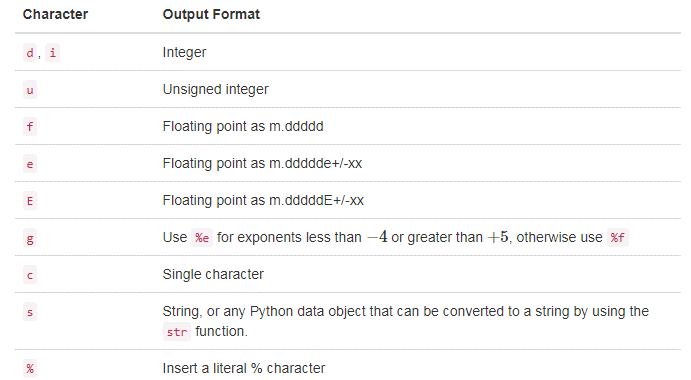 Character Output Format
d, i Integer
u Unsigned integer
f Floating point as m.ddddd
e Floating point as m.ddddde+/-xx
E Floating point as m.dddddE+/-xx
g Use %e for exponents less than −4 or greater than +5, otherwise use %f
c Single character
s String, or any Python data object that can be converted to a string by using the
str function.
% Insert a literal % character